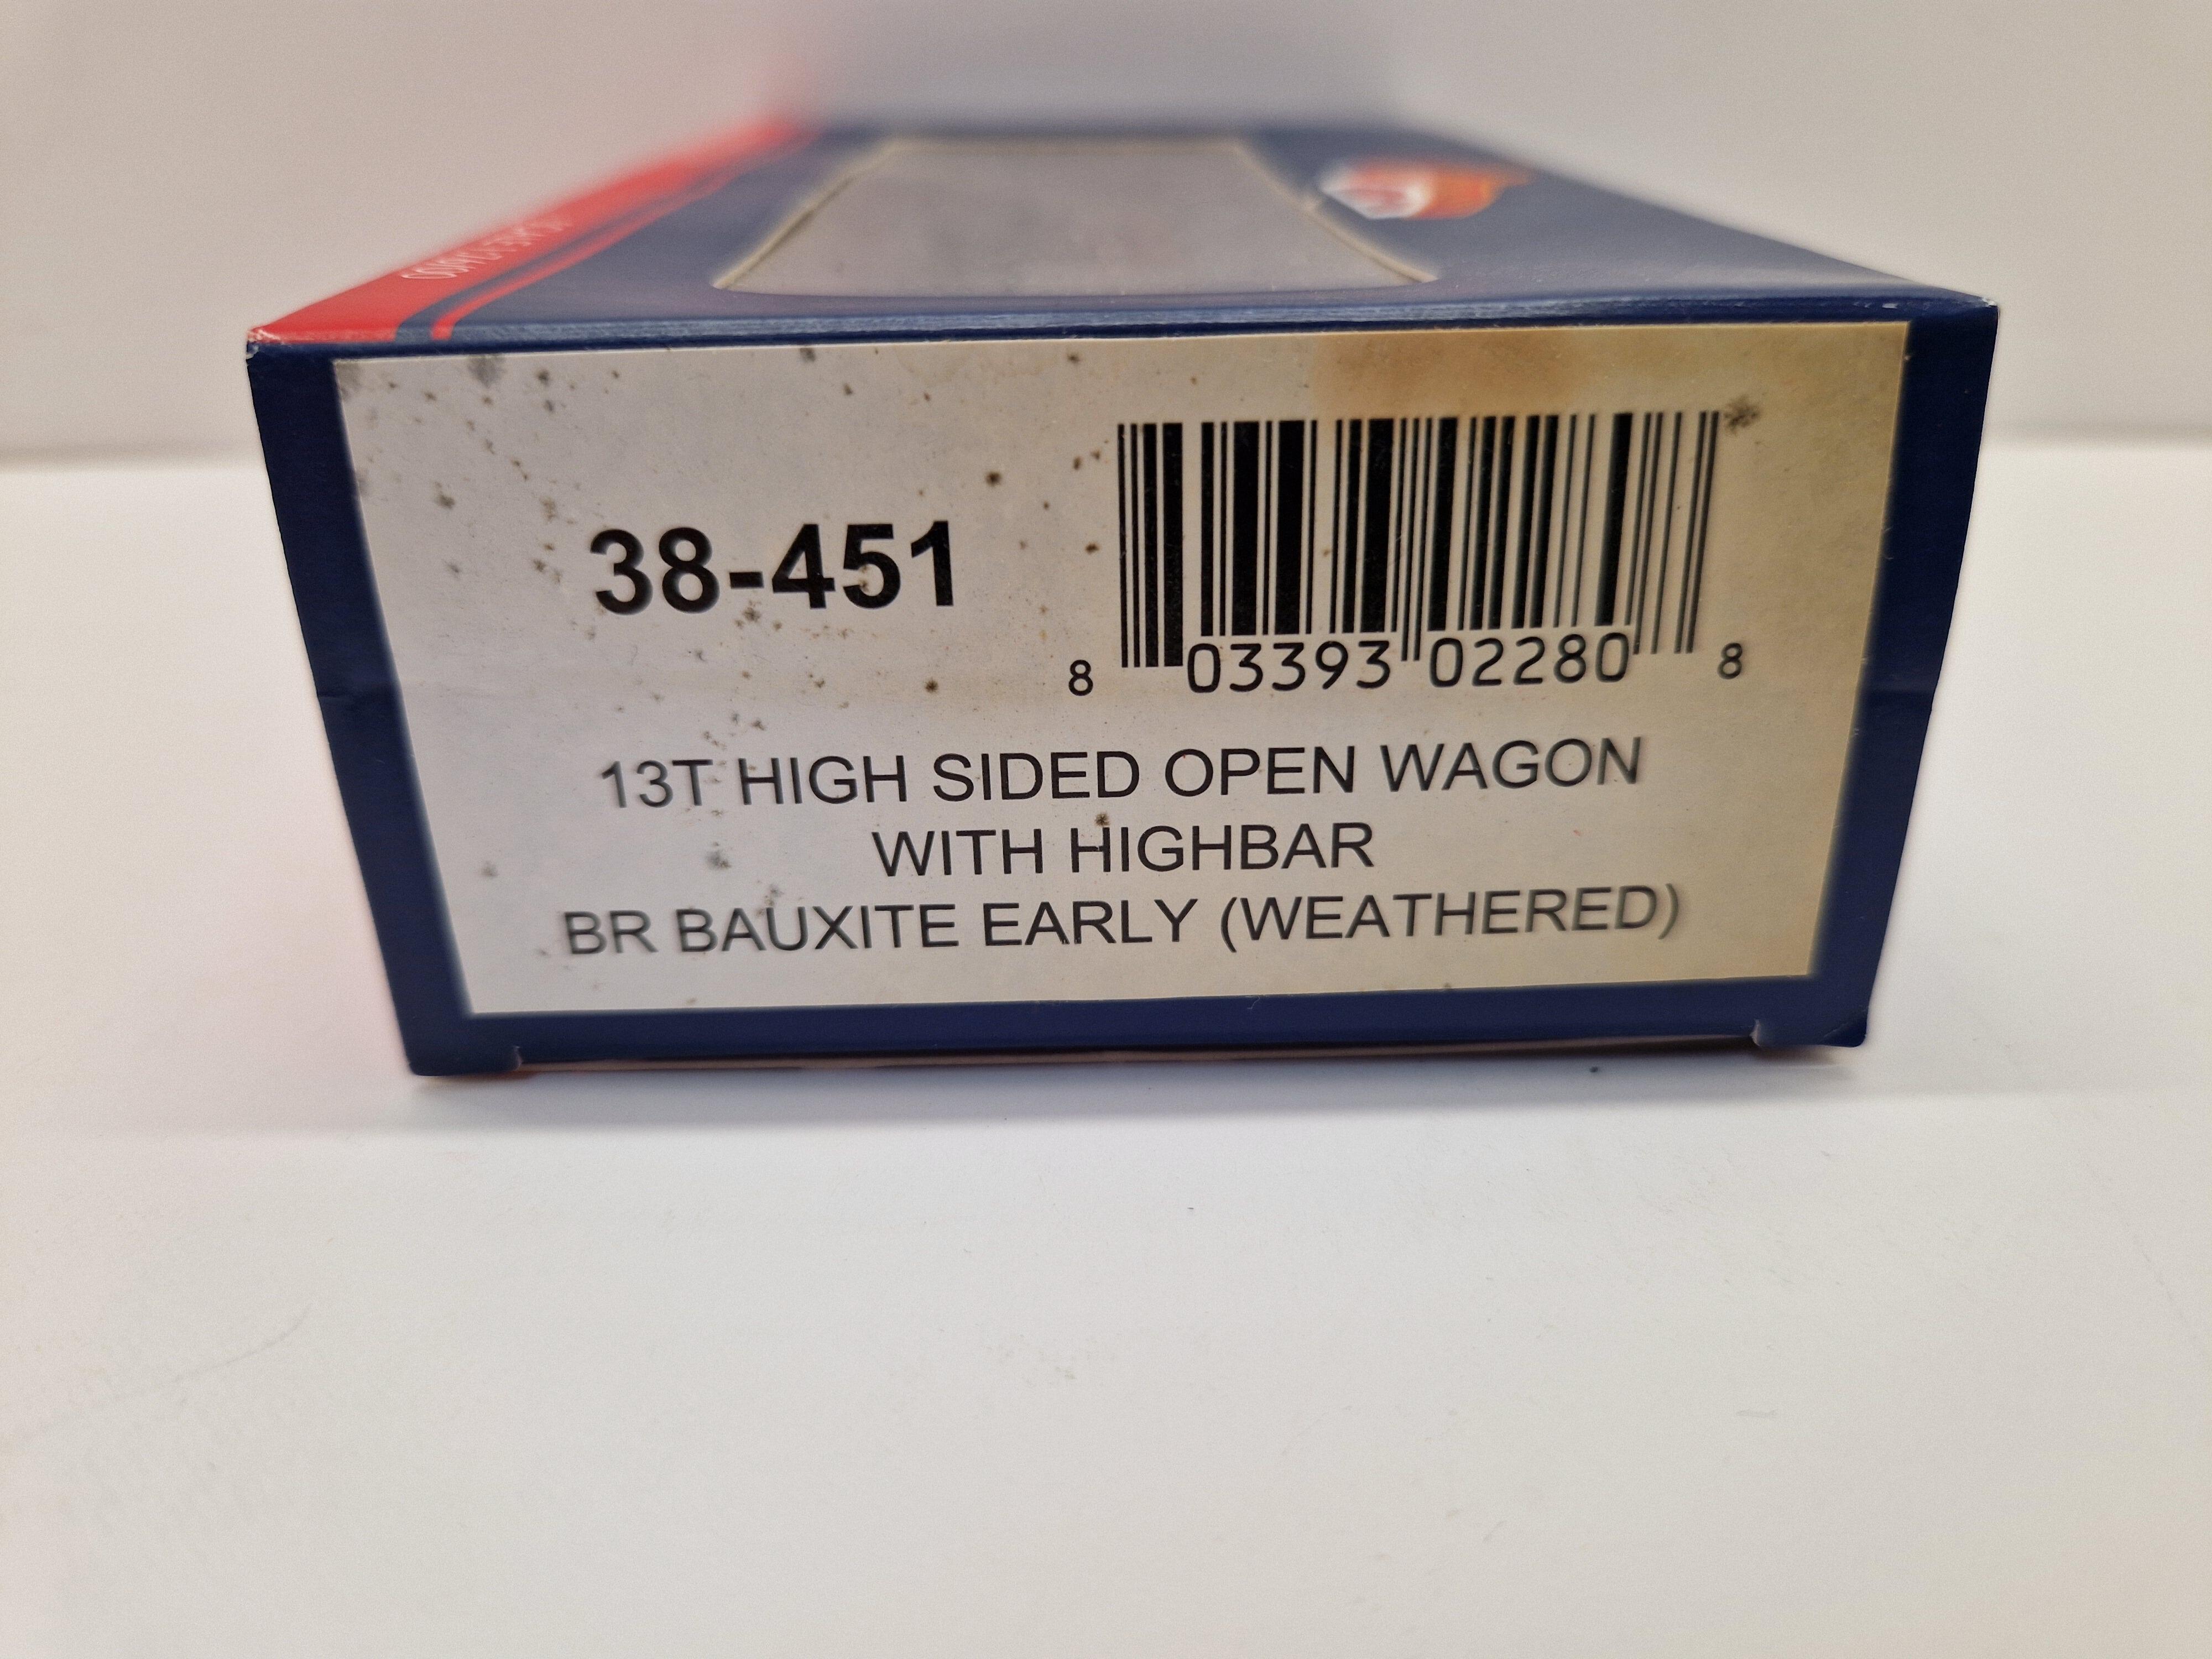 38-451
8 03393 02280 8
13T HIGH SIDED OPEN WAGON
WITH HIGHBAR
BR BAUXITE EARLY (WEATHERED)